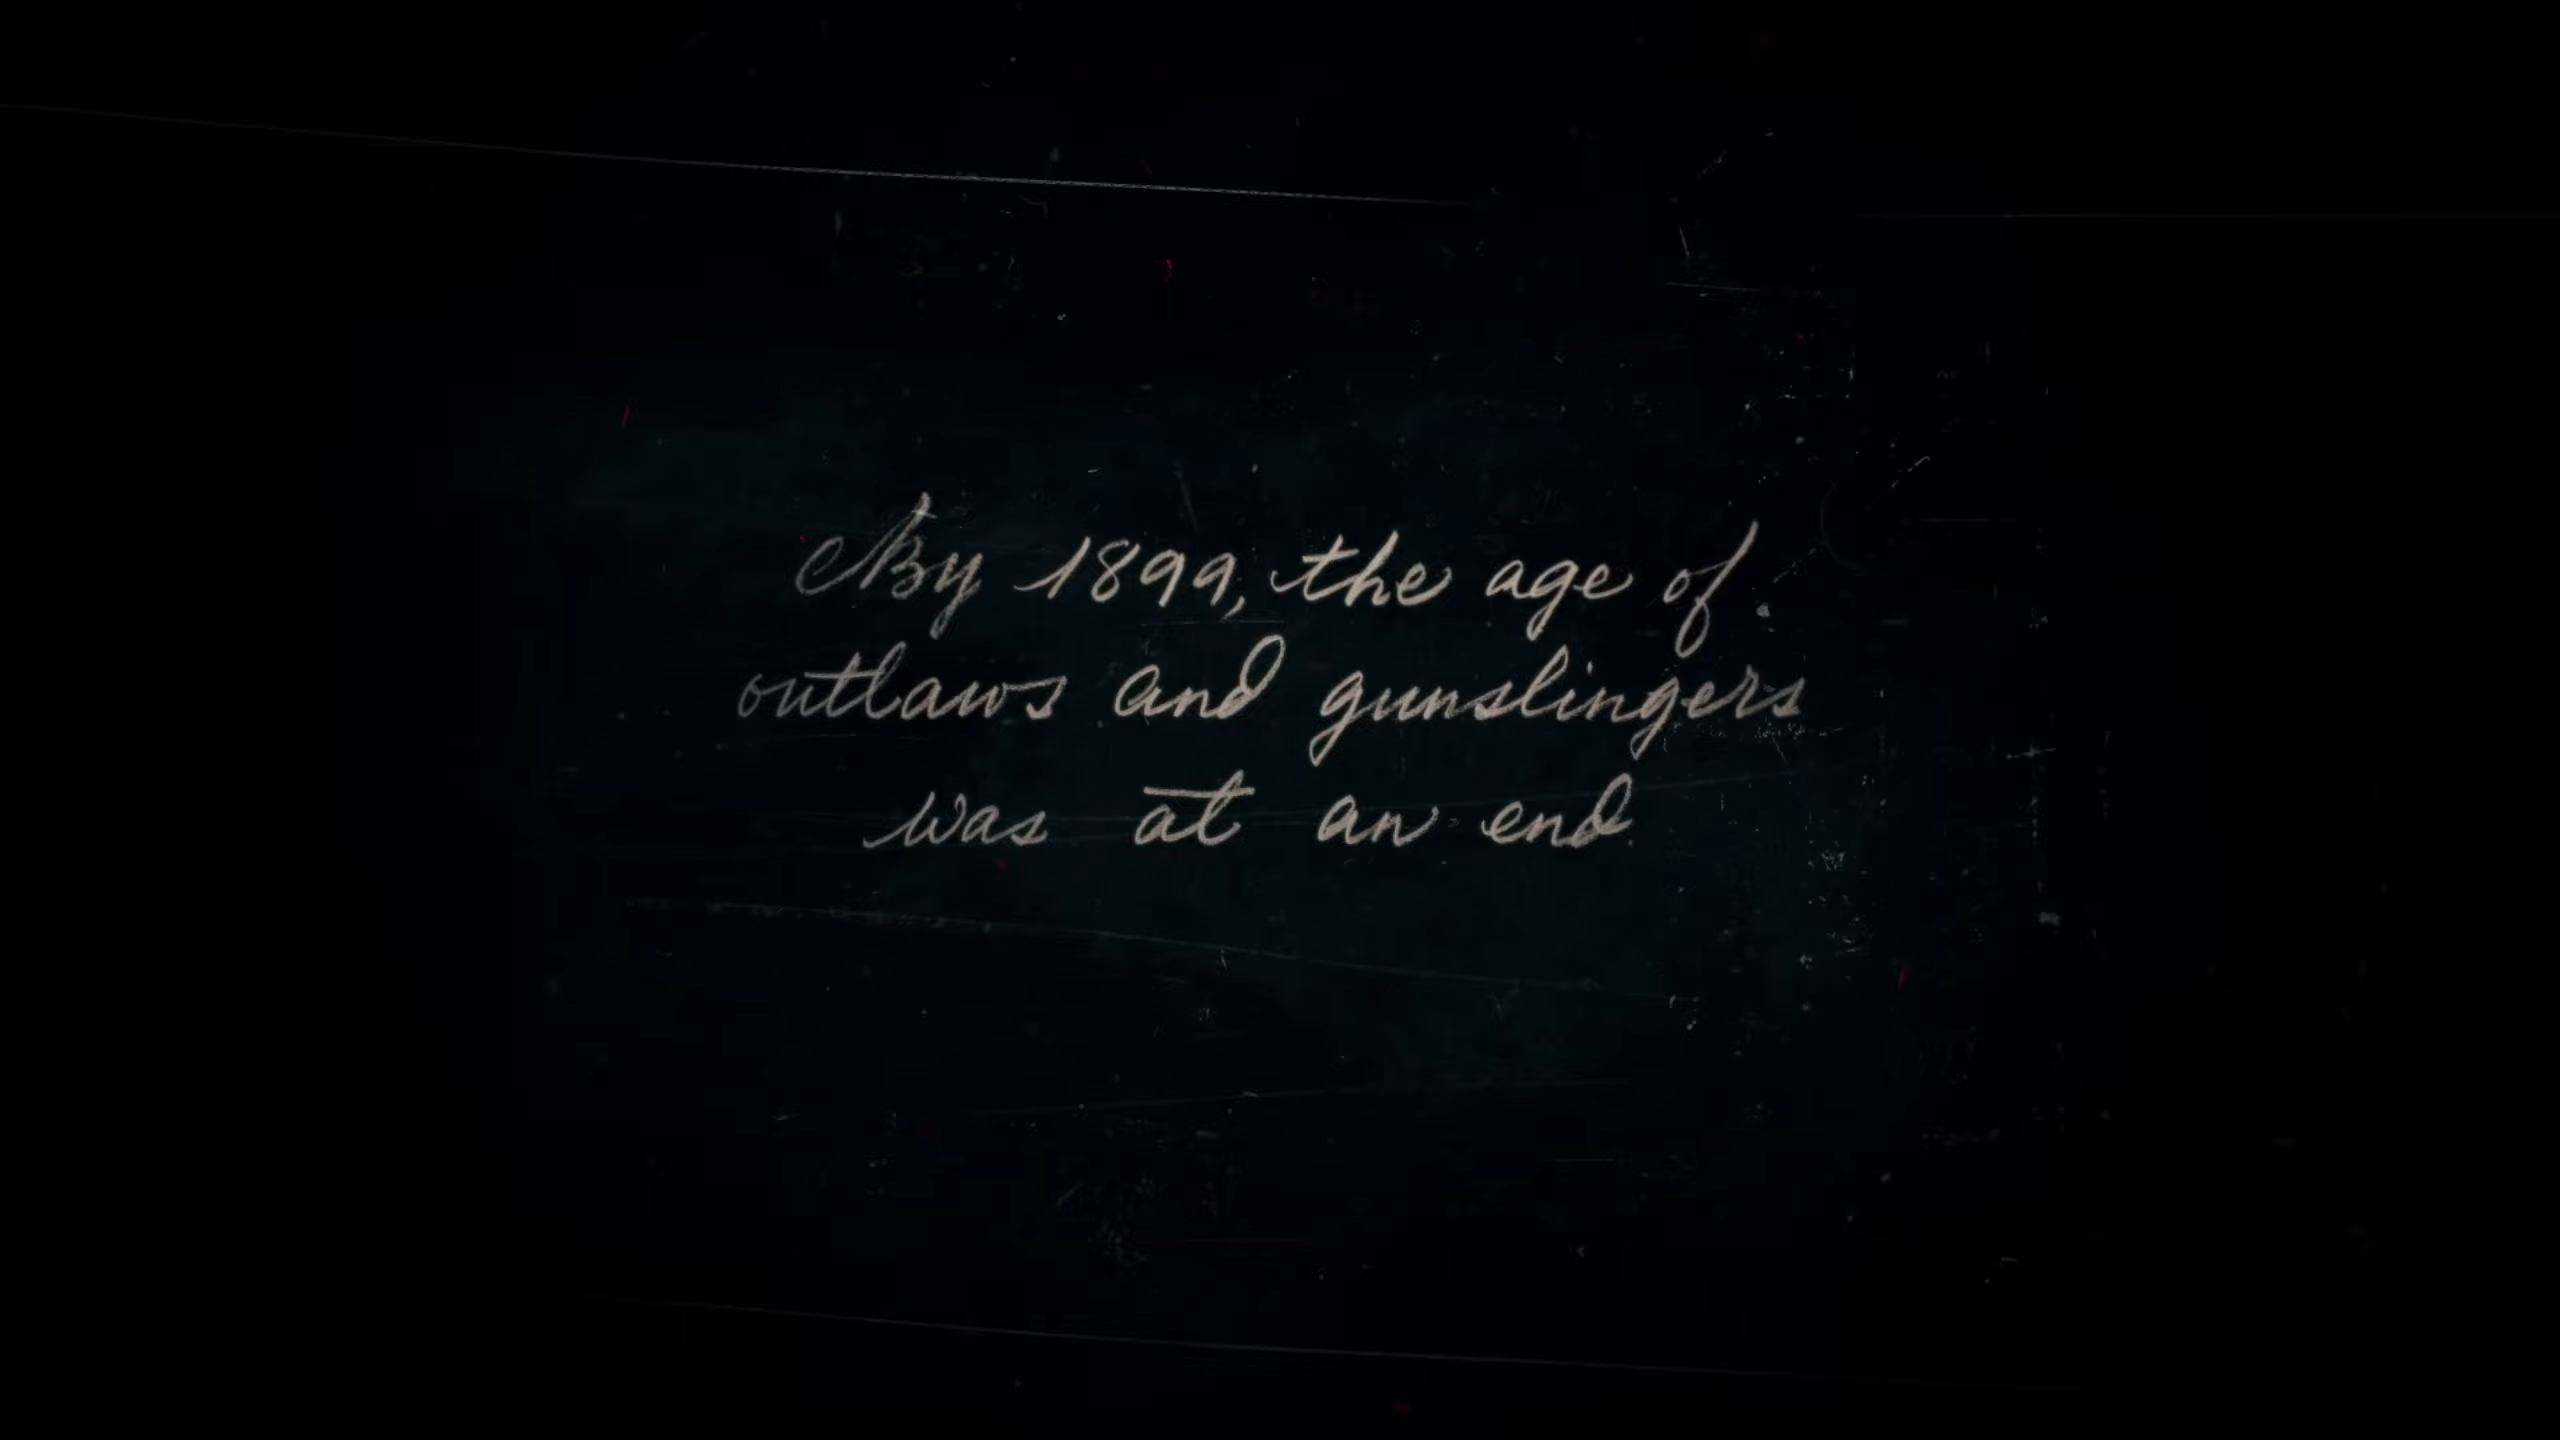 By 1899, the age of
outlaws and gunslingers
was at an end.